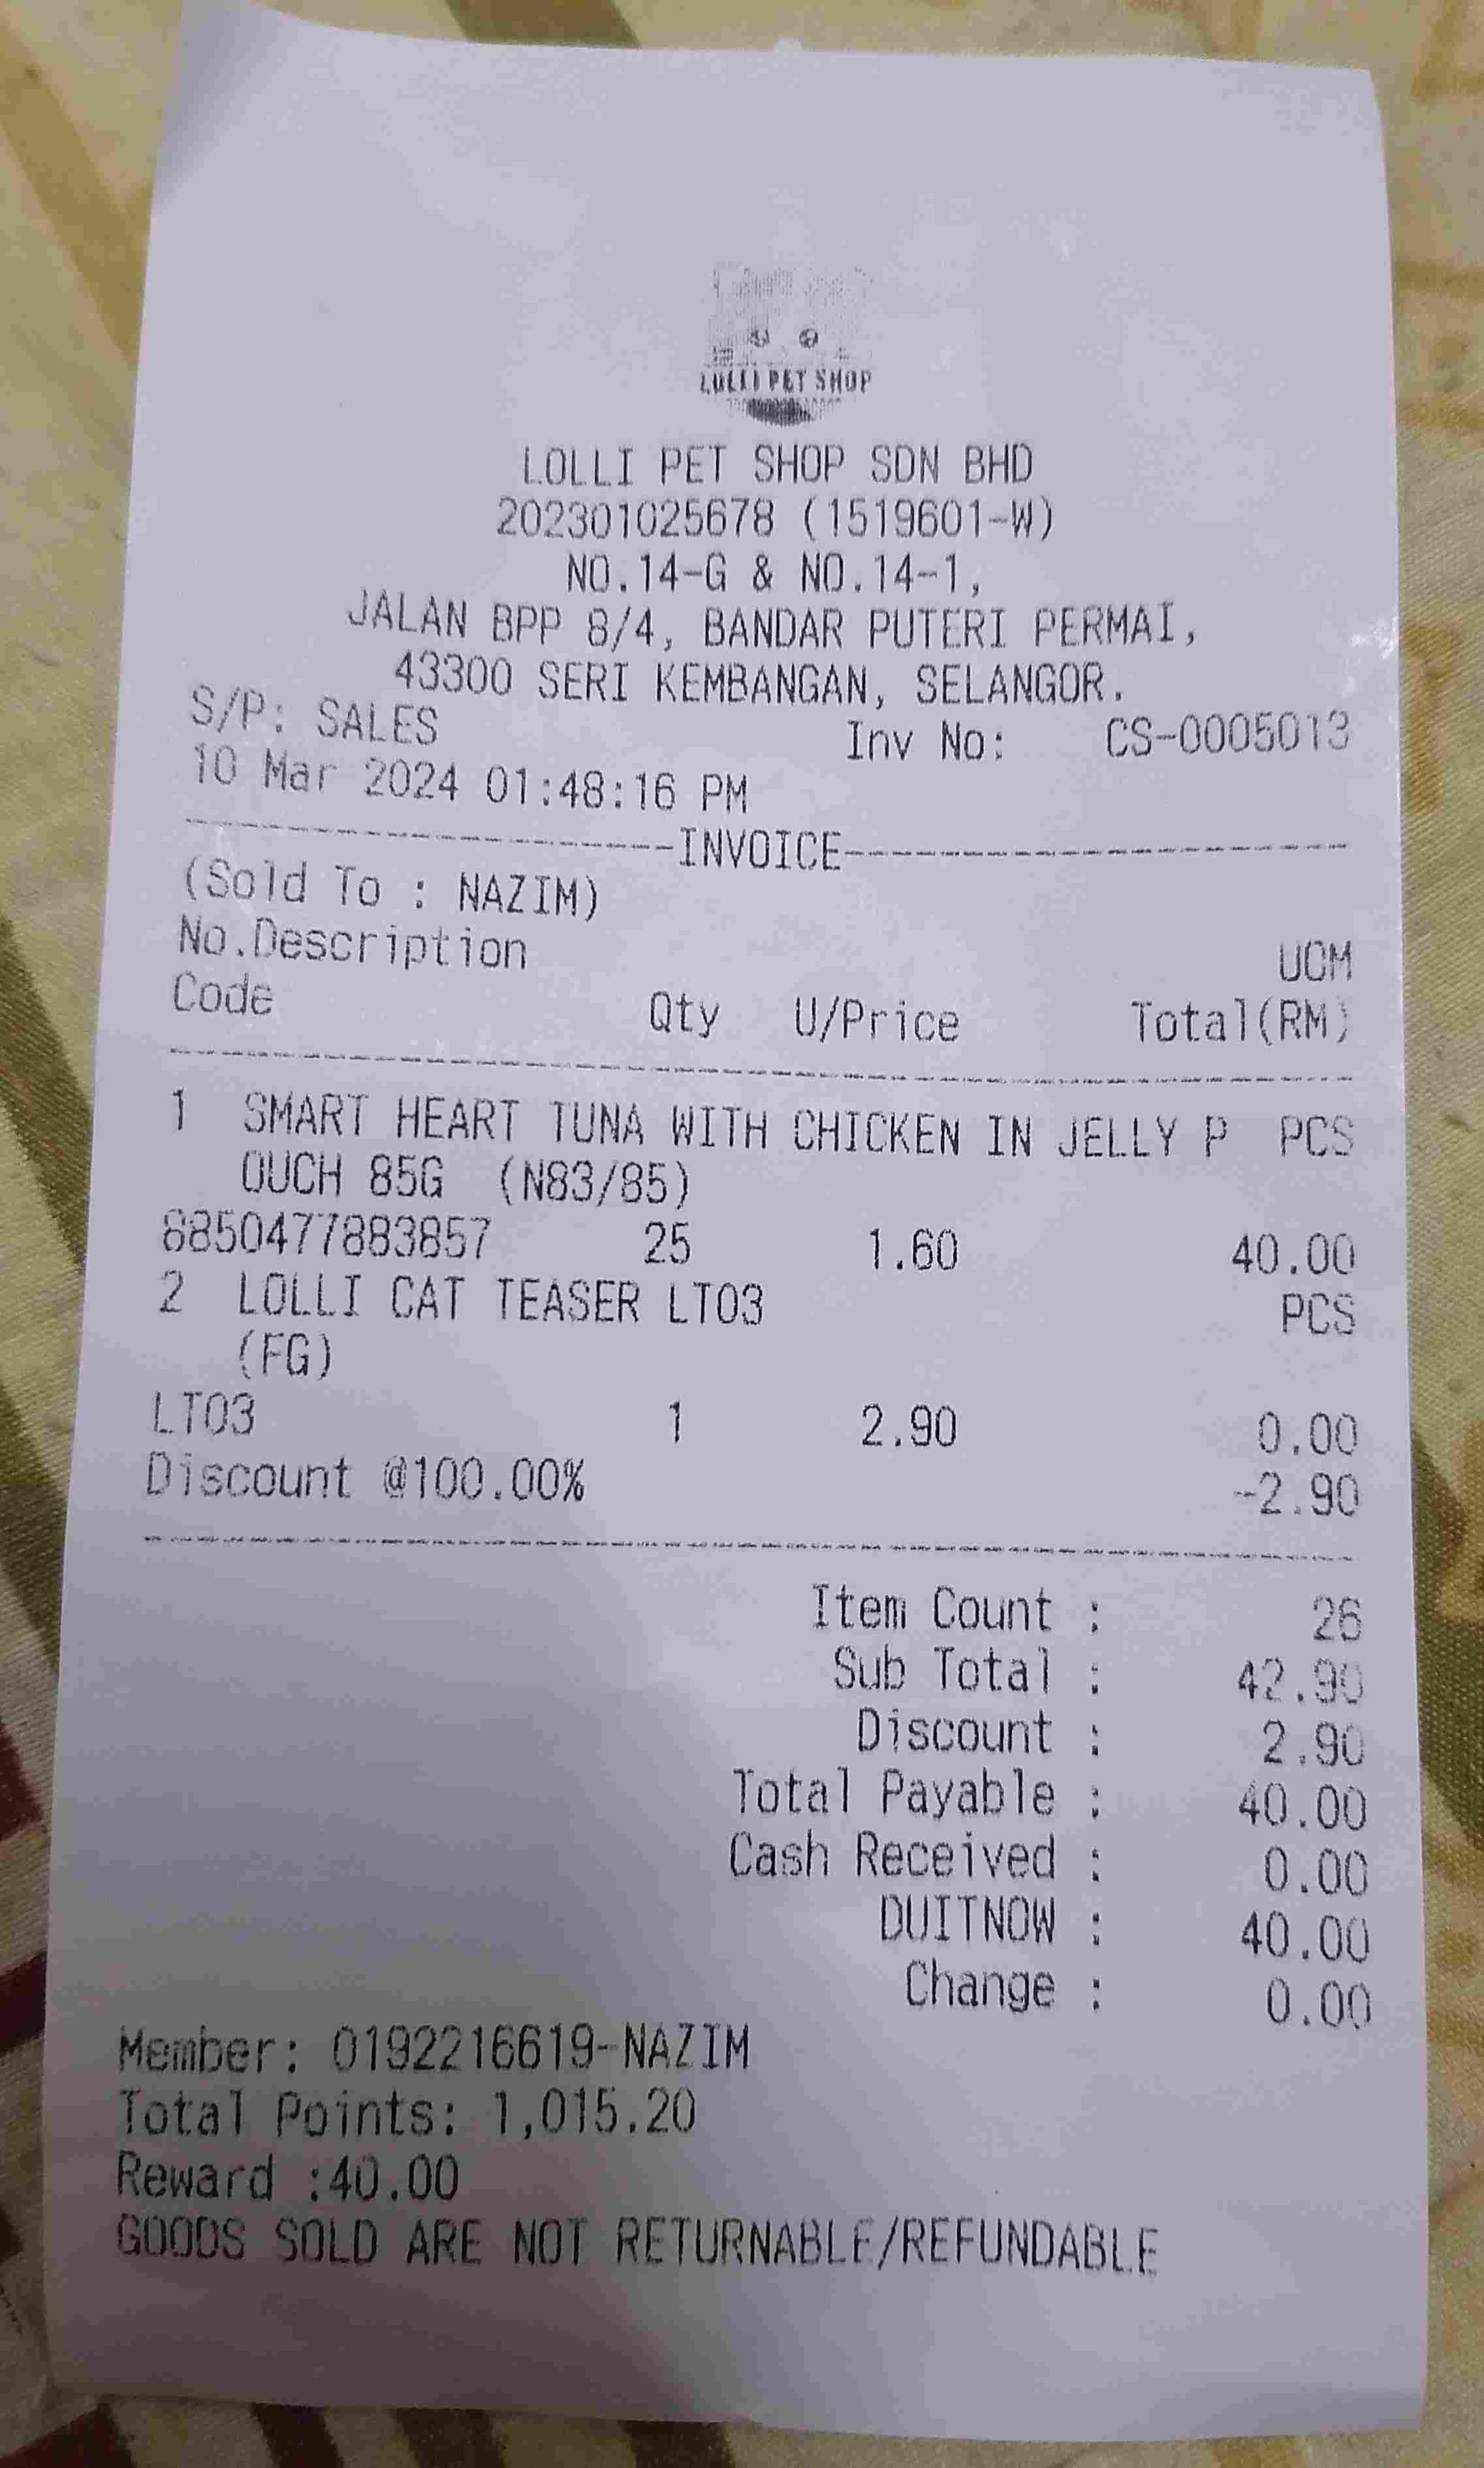 LOLLI PET SHOP
LOLLI PET SHOP SDN BHD
202301025678 (1519601-W)
NO.14-G & NO.14-1,
JALAN BPP 8/4, BANDAR PUTERI PERMAI,
43300 SERI KEMBANGAN, SELANGOR.
S/P: SALES Inv No: CS-0005013
10 Mar 2024 01:48:16 PM
INVOICE
(Sold To : NAZIM)
No.Description UOM
Code Qty U/Price Total(RM)
1 SMART HEART TUNA WITH CHICKEN IN JELLY P PCS
OUCH 85G (N83/85)
8850477883857 25 1.60 40.00
2 LOLLI CAT TEASER LT03 PCS
(FG)
LT03 1 2.90 0.00
Discount @100.00% -2.90
Item Count : 26
Sub Total : 42.90
Discount : 2.90
Total Payable : 40.00
Cash Received : 0.00
DUITNOW : 40.00
Change : 0.00
Member: 0192216619-NAZIM
Total Points: 1,015.20
Reward :40.00
GOODS SOLD ARE NOT RETURNABLE/REFUNDABLE